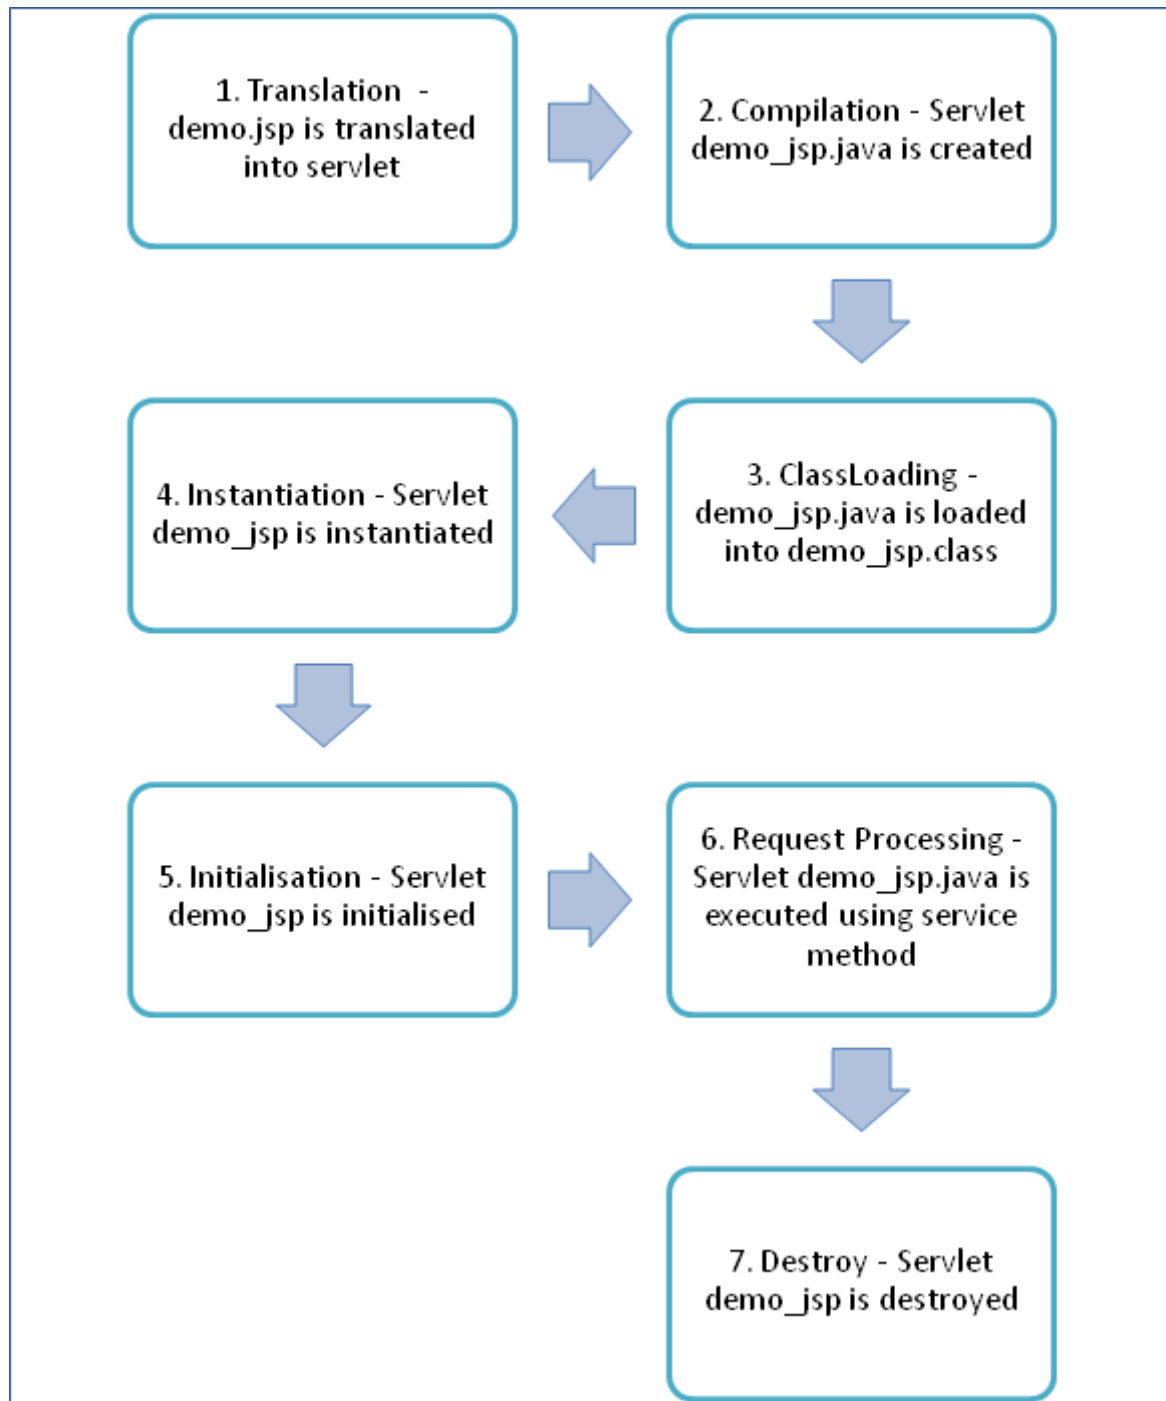 1. Translation -
demo.jsp is translated
into servlet
2. Compilation - Servlet
demo_jsp.java is created
3. ClassLoading -
demo_jsp.java is loaded
into demo_jsp.class
4. Instantiation - Servlet
demo_jsp is instantiated
5. Initialisation - Servlet
demo_jsp is initialised
6. Request Processing -
Servlet demo_jsp.java is
executed using service
method
7. Destroy - Servlet
demo_jsp is destroyed